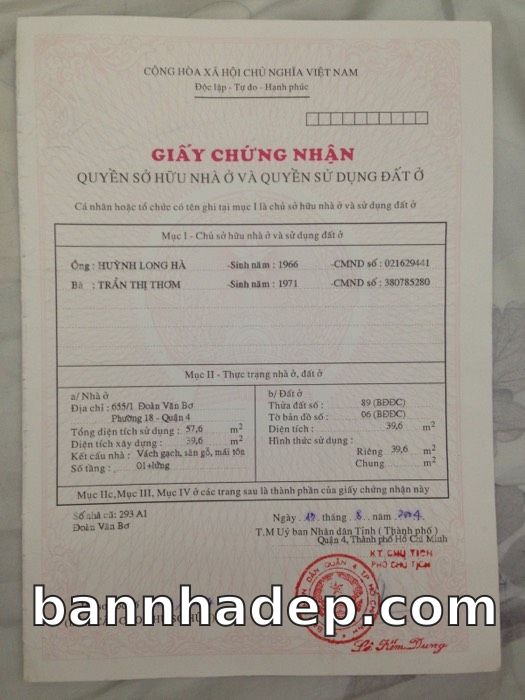 CỘNG HÒA XÃ HỘI CHỦ NGHĨA VIỆT NAM
Độc lập - Tự do - Hạnh phúc
GIẤY CHỨNG NHẬN
QUYỀN SỞ HỮU NHÀ Ở VÀ QUYỀN SỬ DỤNG ĐẤT Ở
Cá nhân hoặc tổ chức có tên ghi tại mục I là chủ sở hữu nhà ở và sử dụng đất ở
Mục I - Chủ sở hữu nhà ở và sử dụng đất ở
Ông : HUỲNH LONG HÀ -Sinh năm : 1966 -CMND số : 021629441
Bà : TRẦN THỊ THƠM -Sinh năm : 1971 -CMND số : 380785280
Mục II - Thực trạng nhà ở, đất ở
a/ Nhà ở
Địa chỉ : 655/1 Đoàn Văn Bơ
Phường 18 - Quận 4
Tổng diện tích sử dụng : 57,6 m2
Diện tích xây dựng : 39,6 m2
Kết cấu nhà : Vách gạch, sàn gỗ, mái tôn
Số tầng : 01+lửng
b/ Đất ở
Thửa đất số : 89 (BĐĐC)
Tờ bản đồ số : 06 (BĐĐC)
Diện tích : 39,6 m2
Hình thức sử dụng :
Riêng 39,6 m2
Chung m2
Mục IIc, Mục III, Mục IV ở các trang sau là thành phần của giấy chứng nhận này
Số nhà cũ: 293 A1
Đoàn Văn Bơ
Ngày tháng 8 năm 2004
T.M Uỷ ban Nhân dân Tỉnh ( Thành phố )
Quận 4, Thành phố Hồ Chí Minh
KT CHỦ TỊCH
PHÓ CHỦ TỊCH
bannhadep.com
Lê Kiếm Dung